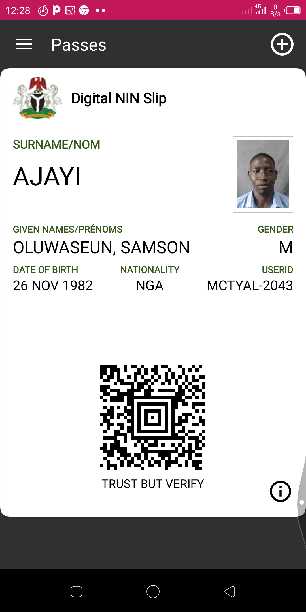 12:28
Passes
Digital NIN Slip
SURNAME/NOM
AJAYI
GIVEN NAMES/PRÉNOMS GENDER
OLUWASEUN, SAMSON M
DATE OF BIRTH NATIONALITY USERID
26 NOV 1982 NGA MCTYAL-2043
TRUST BUT VERIFY